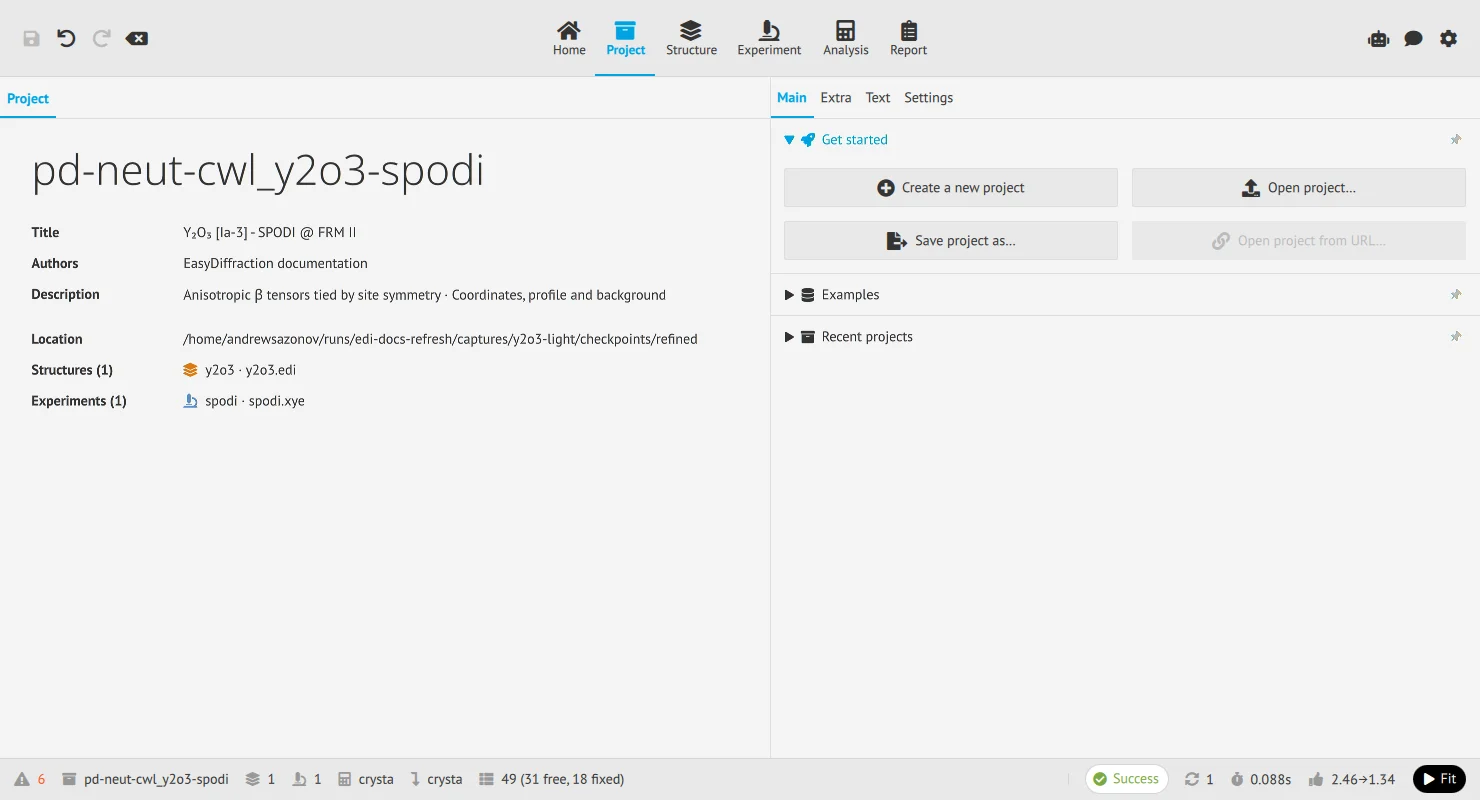 Home Project Structure Experiment Analysis Report
Project
Main Extra Text Settings
pd-neut-cwl_y2o3-spodi
Title Y₂O₃ [Ia-3] - SPODI @ FRM II
Authors EasyDiffraction documentation
Description Anisotropic β tensors tied by site symmetry · Coordinates, profile and background
Location /home/andrewsazonov/runs/edi-docs-refresh/captures/y2o3-light/checkpoints/refined
Structures (1) y2o3 · y2o3.edi
Experiments (1) spodi · spodi.xye
Get started
Create a new project Open project...
Save project as... Open project from URL...
Examples
Recent projects
6 pd-neut-cwl_y2o3-spodi 1 1 crysta crysta 49 (31 free, 18 fixed) Success 1 0.088s 2.46→1.34 Fit